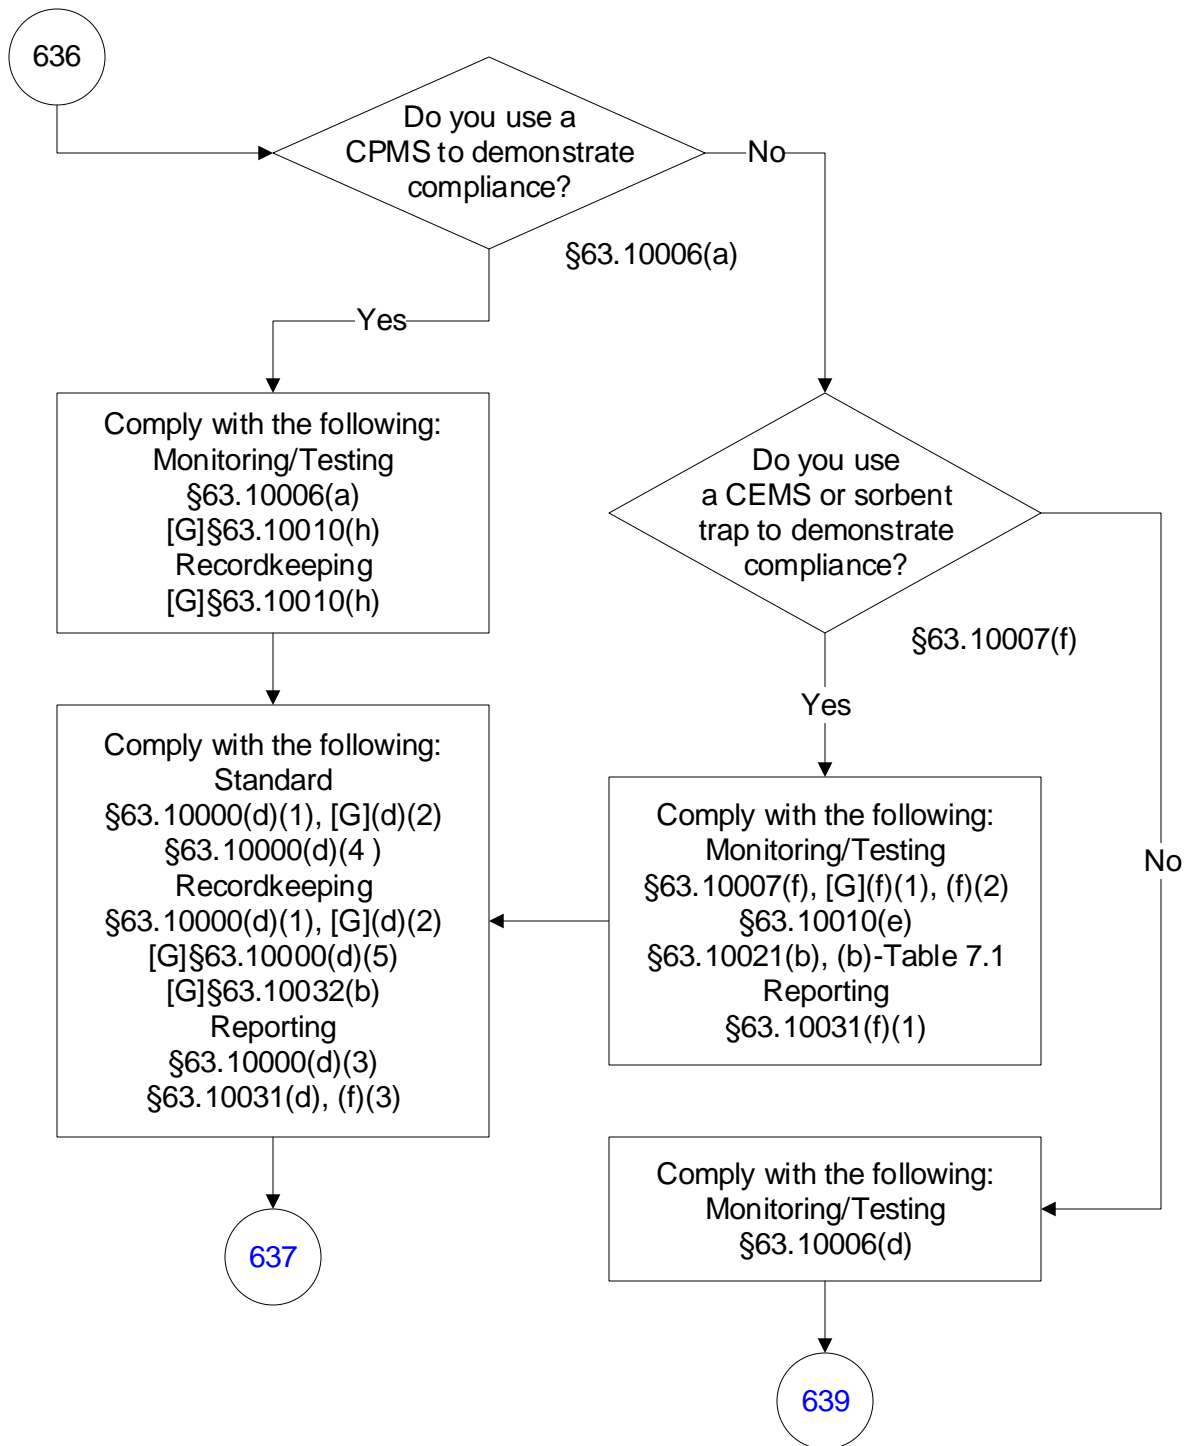 636
Do you use a
CPMS to demonstrate
compliance?
No
§63.10006(a)
Yes
Comply with the following:
Monitoring/Testing
§63.10006(a)
[G]§63.10010(h)
Recordkeeping
[G]§63.10010(h)
Do you use
a CEMS or sorbent
trap to demonstrate
compliance?
§63.10007(f)
Yes
No
Comply with the following:
Standard
§63.10000(d)(1), [G](d)(2)
§63.10000(d)(4 )
Recordkeeping
§63.10000(d)(1), [G](d)(2)
[G]§63.10000(d)(5)
[G]§63.10032(b)
Reporting
§63.10000(d)(3)
§63.10031(d), (f)(3)
Comply with the following:
Monitoring/Testing
§63.10007(f), [G](f)(1), (f)(2)
§63.10010(e)
§63.10021(b), (b)-Table 7.1
Reporting
§63.10031(f)(1)
Comply with the following:
Monitoring/Testing
§63.10006(d)
637
639